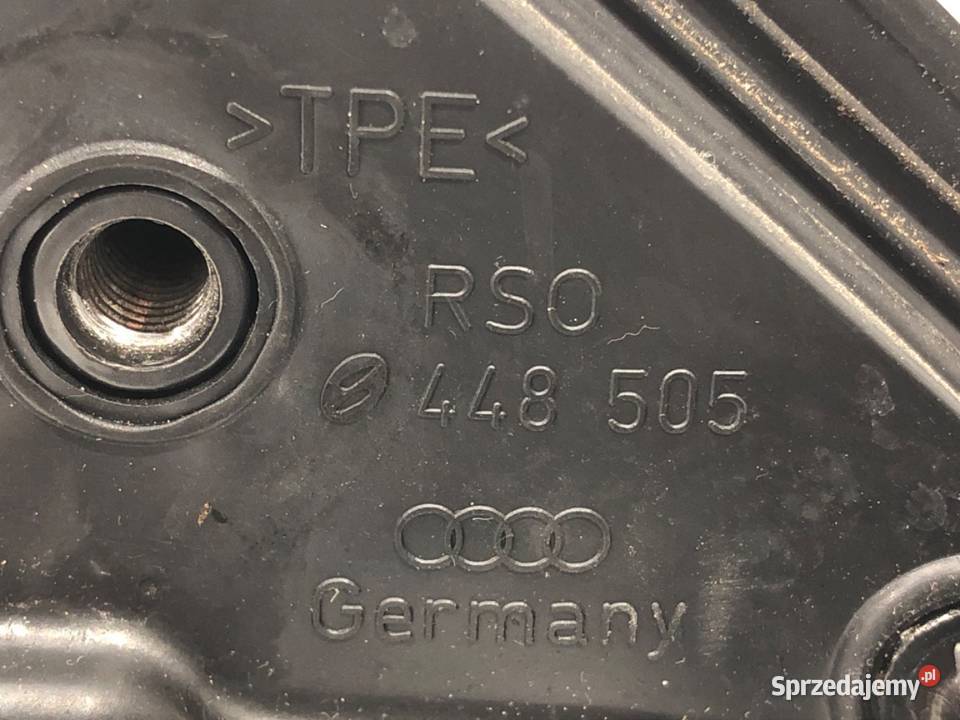 >TPE<
RSO
448 505
Germany
Sprzedajemy.pl